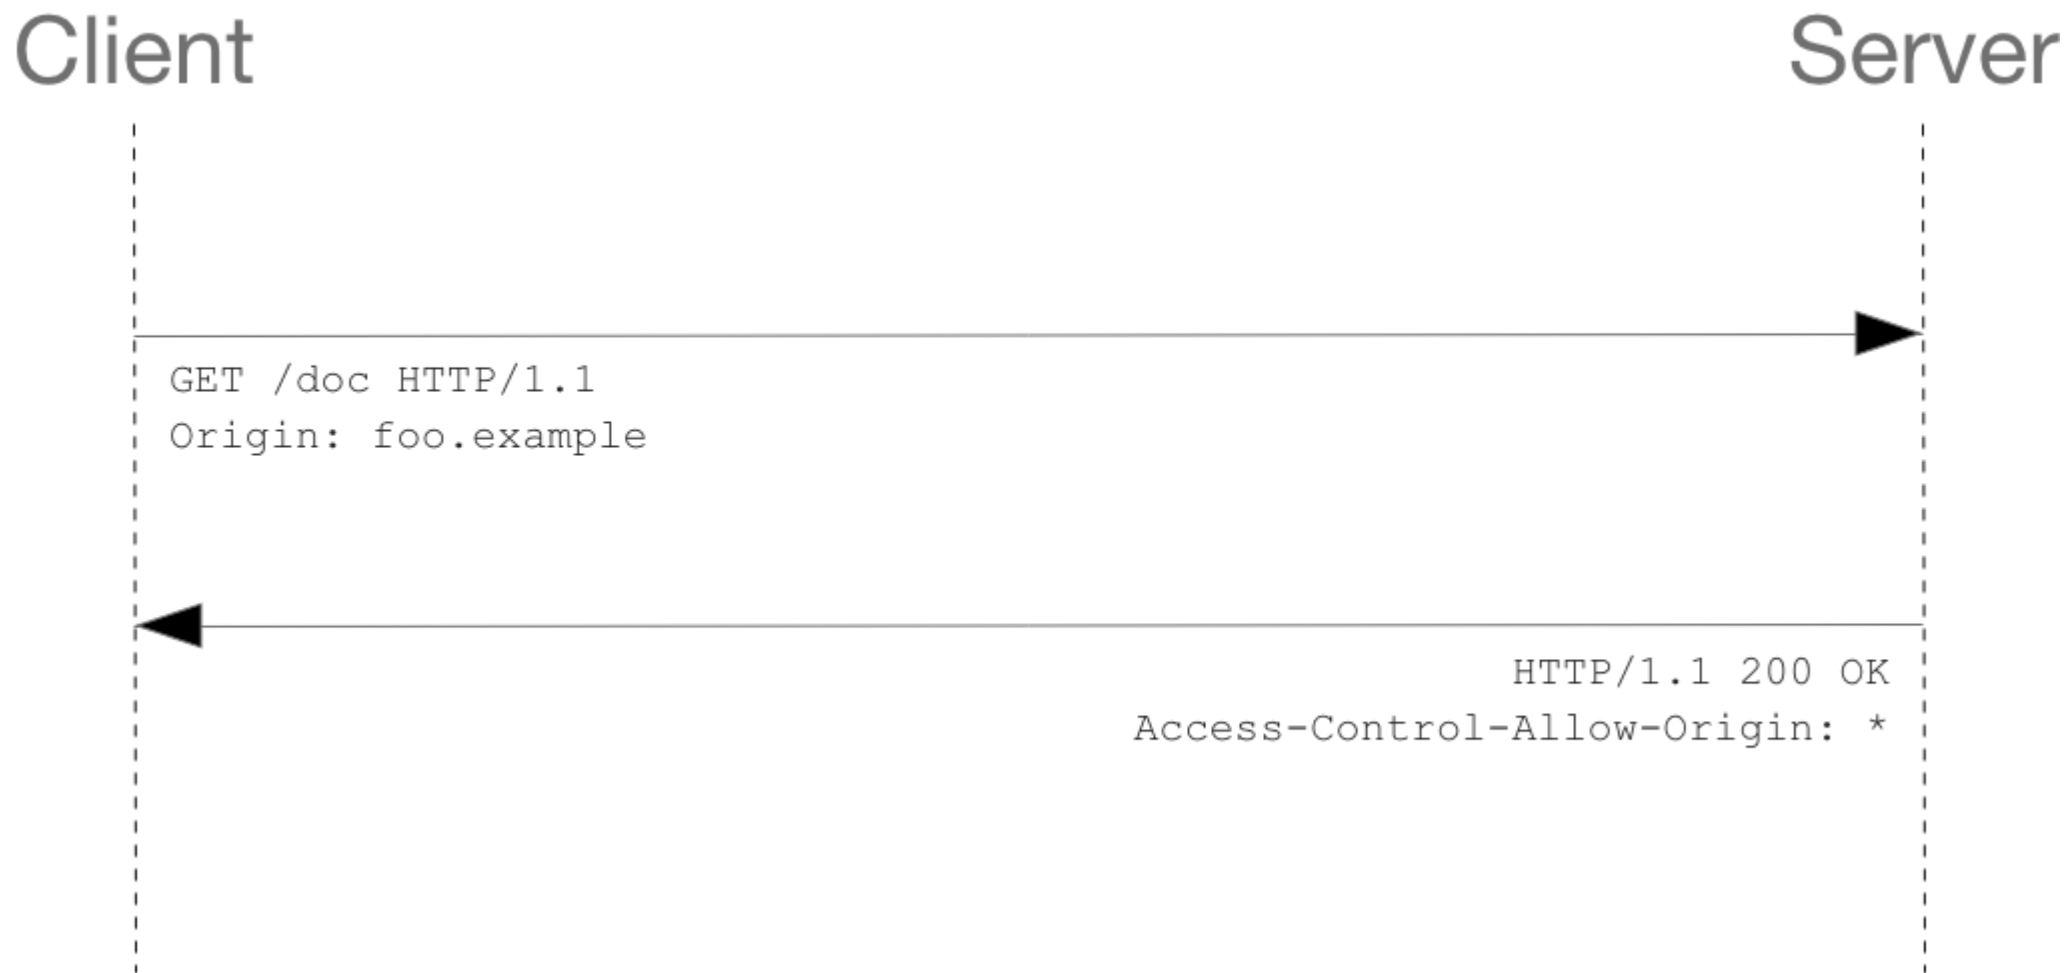 Client
Server
GET /doc HTTP/1.1
Origin: foo.example
HTTP/1.1 200 OK
Access-Control-Allow-Origin: *